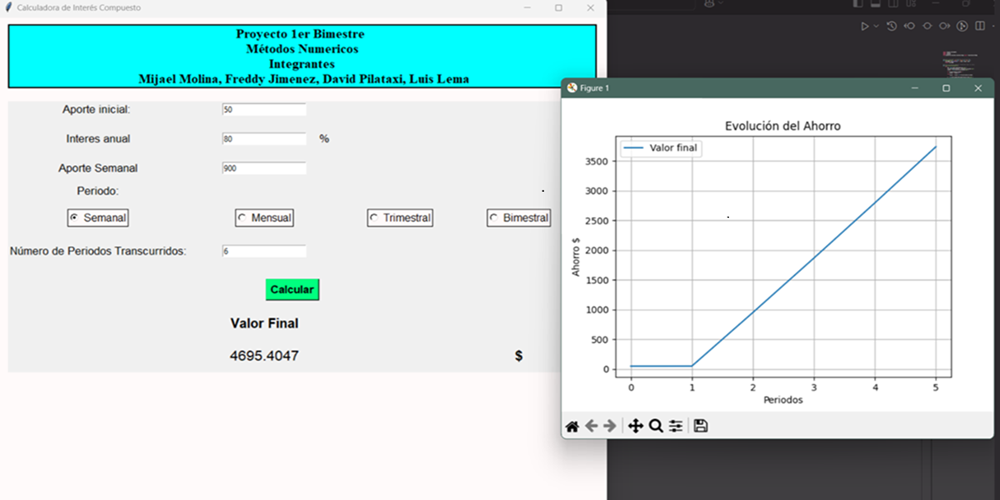 Calculadora de Interés Compuesto
Proyecto 1er Bimestre
Métodos Numericos
Integrantes
Mijael Molina, Freddy Jimenez, David Pilataxi, Luis Lema
Aporte inicial:
50
Interes anual
80
%
Aporte Semanal
900
Periodo:
Semanal
Mensual
Trimestral
Bimestral
Número de Periodos Transcurridos:
6
Calcular
Valor Final
4695.4047
$
Figure 1
Evolución del Ahorro
Valor final
3500
3000
2500
2000
1500
1000
500
0
Ahorro $
0
1
2
3
4
5
Periodos